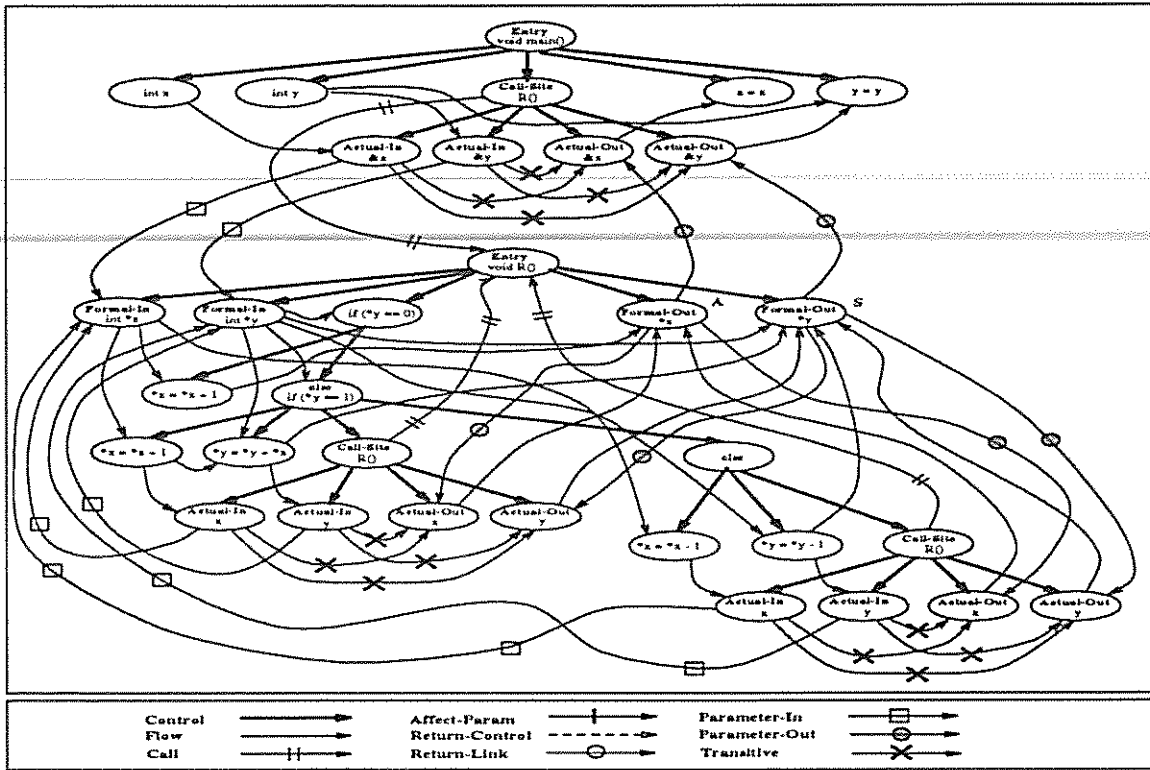 Entry
void main()
int x
int y
Call-Site
R()
x = x
y = y
Actual-In
&x
Actual-In
&y
Actual-Out
&x
Actual-Out
&y
Entry
void R()
Formal-In
int *x
Formal-In
int *y
if (*y == 0)
Formal-Out
*x
A
Formal-Out
*y
S
else
if (*y == 1)
Call-Site
R()
else
Actual-In
x
Actual-In
y
Actual-Out
x
Actual-Out
y
*x = *x - 1
*y = *y - 1
Call-Site
R()
Actual-In
x
Actual-In
y
Actual-Out
x
Actual-Out
y
Control
Affect-Param
Parameter-In
Flow
Return-Control
Parameter-Out
Call
Return-Link
Transitive